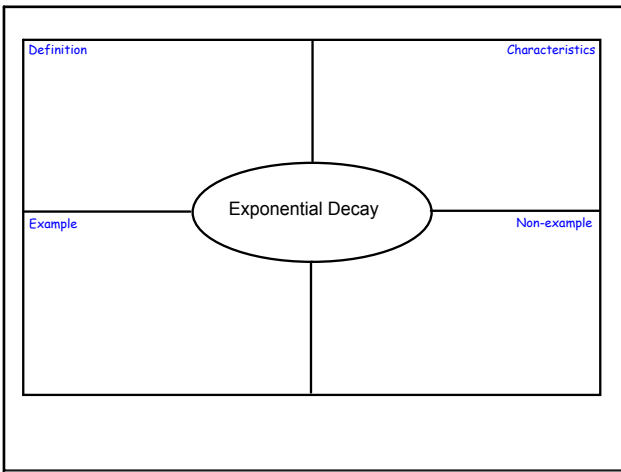 Definition
Characteristics
Exponential Decay
Example
Non-example